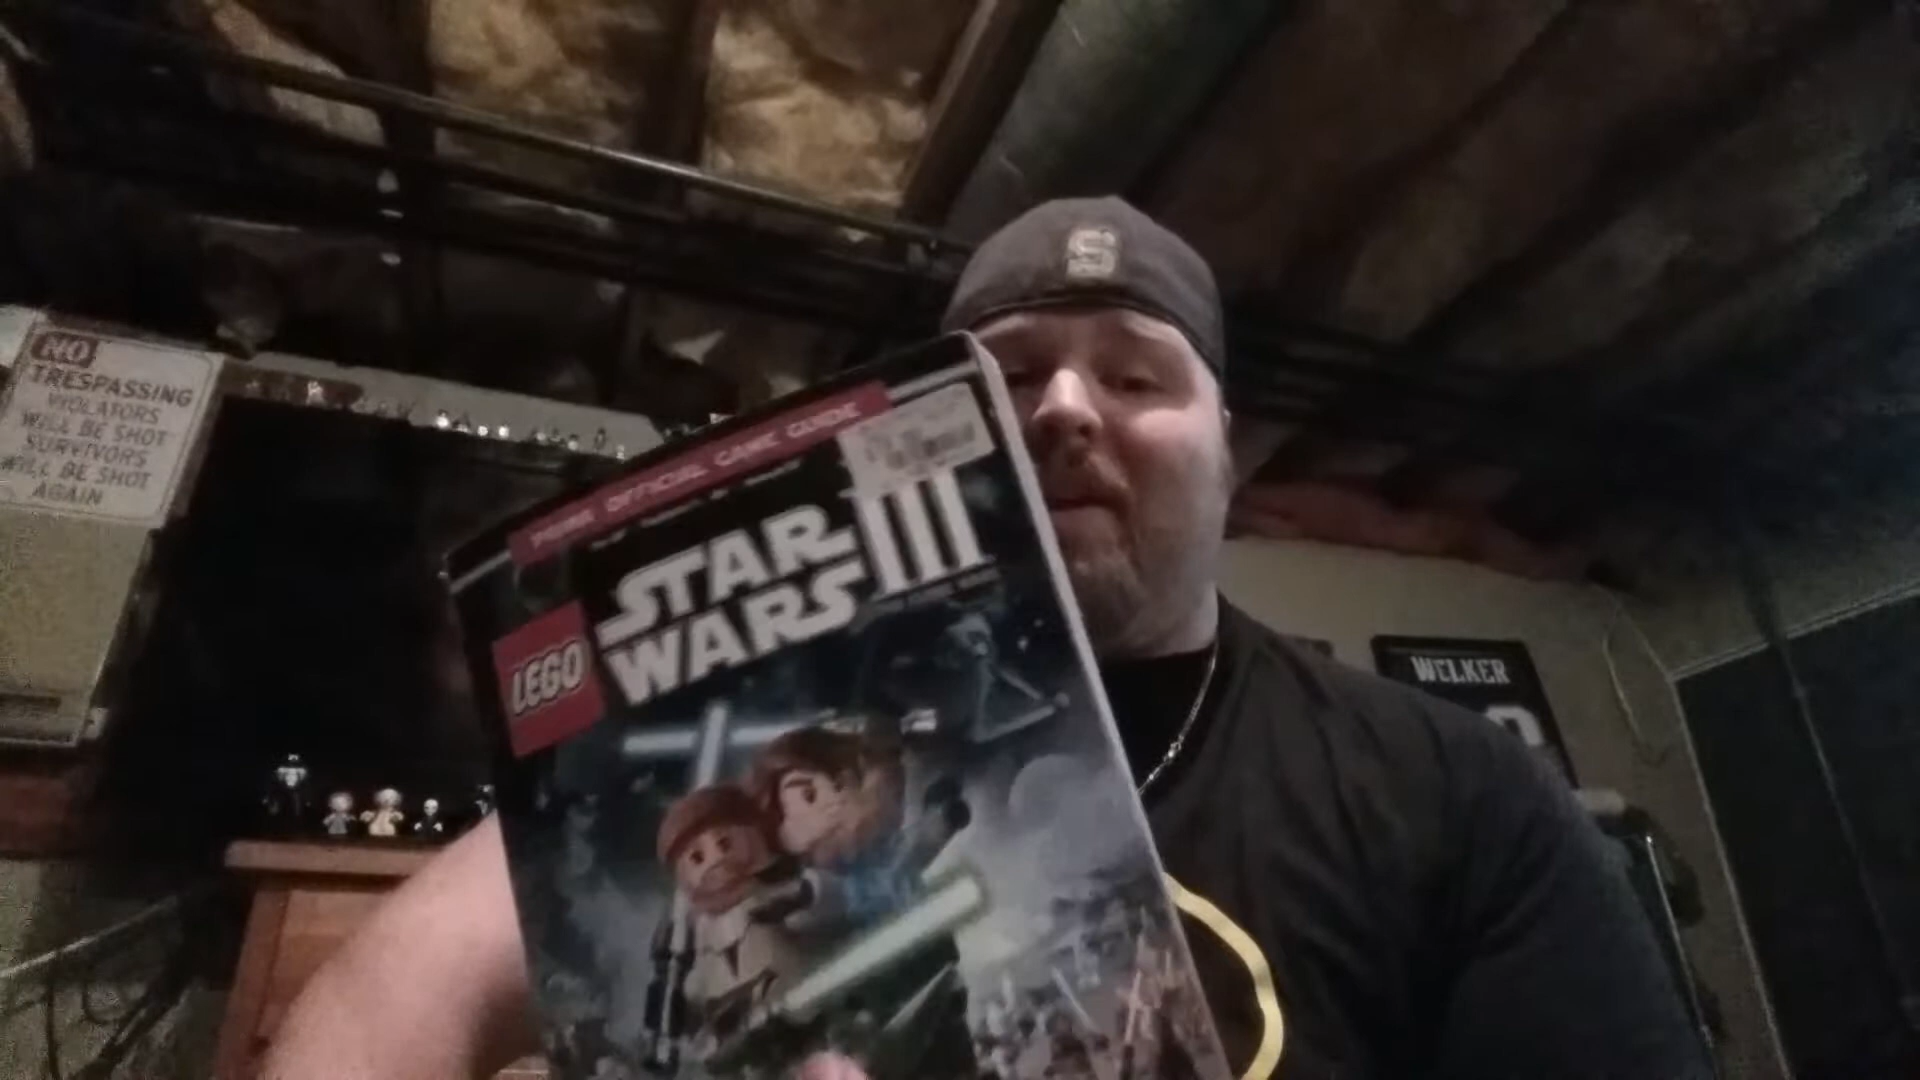 NO
TRESPASSING
VIOLATORS
WILL BE SHOT
SURVIVORS
WILL BE SHOT
AGAIN
S
PRIMA OFFICIAL GAME GUIDE
LEGO
STAR
WARS
III
WELKER